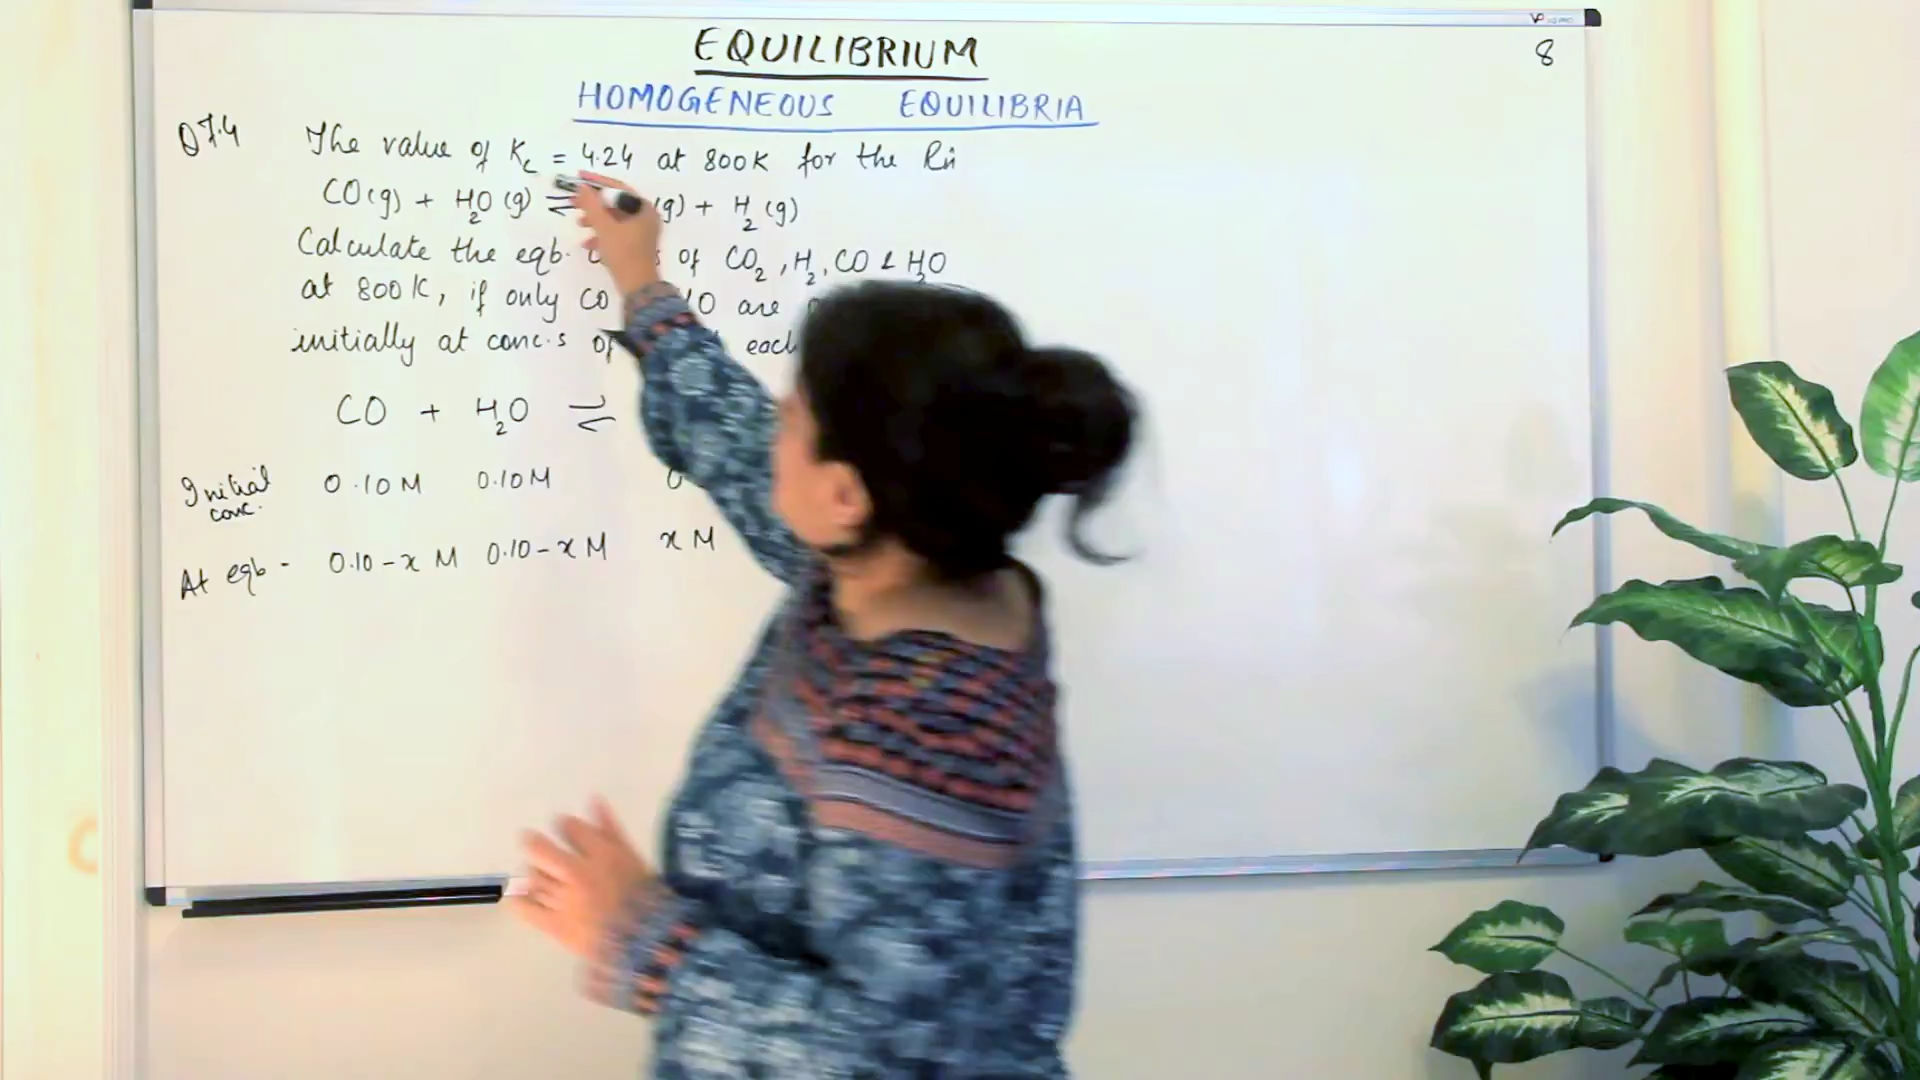 EQUILIBRIUM
8
HOMOGENEOUS EQUILIBRIA
Q7.4 The value of Kc = 4.24 at 800K for the Rxn
CO(g) + H2O(g) ⇌ (g) + H2(g)
Calculate the eqb. of CO2, H2, CO & H2O
at 800K, if only CO O are
initially at conc.s of each
CO + H2O ⇌
Initial conc. 0.10M 0.10M 0
At eqb - 0.10-x M 0.10-x M x M